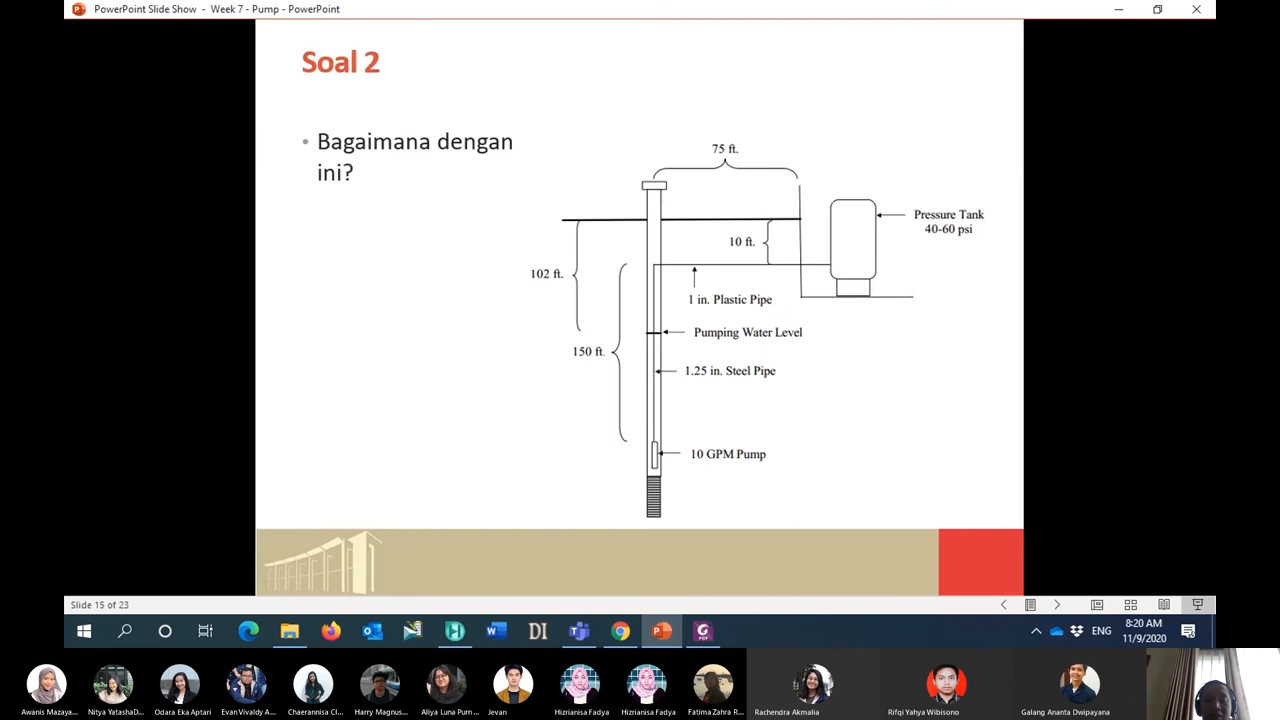 PowerPoint Slide Show - Week 7 - Pump - PowerPoint
Soal 2
• Bagaimana dengan
ini?
75 ft.
Pressure Tank
40-60 psi
10 ft.
102 ft.
1 in. Plastic Pipe
Pumping Water Level
150 ft.
1.25 in. Steel Pipe
10 GPM Pump
Slide 15 of 23
DI
ENG
8:20 AM
11/9/2020
Awanis Mazaya...
Nitya YatashaD...
Odara Eka Aptari
Evan Vivaldy A...
Chaerannisa Cl...
Harry Magnus...
Aliya Luna Purn...
Jevan
Hizrianisa Fadya
Hizrianisa Fadya
Fatima Zahra R...
Rachendra Akmalia
Rifqi Yahya Wibisono
Galang Ananta Dwipayana